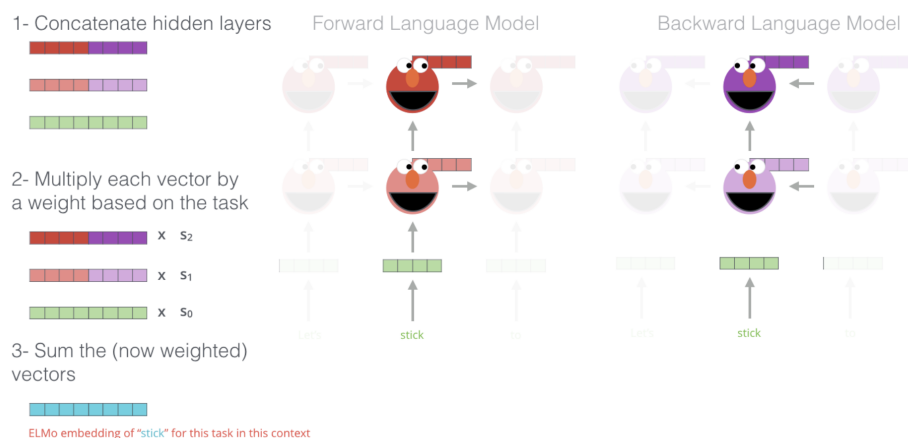 1- Concatenate hidden layers
Forward Language Model
Backward Language Model
2- Multiply each vector by
a weight based on the task
x s2
x s1
x s0
stick
stick
3- Sum the (now weighted)
vectors
ELMo embedding of “stick” for this task in this context